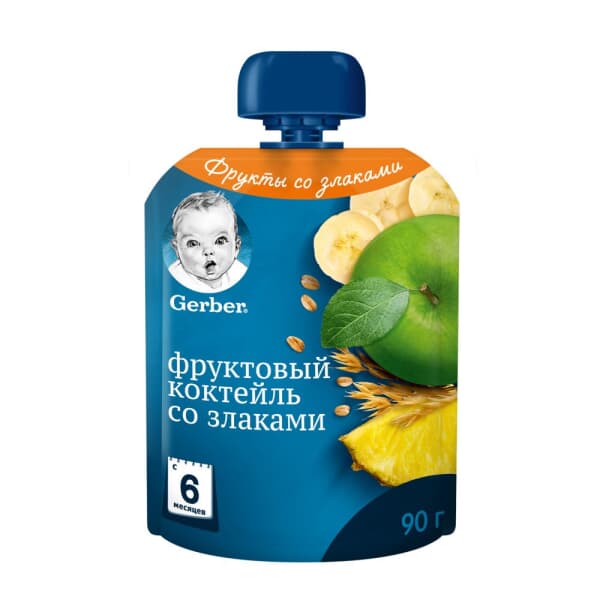 Фрукты со злаками
Gerber®
фруктовый
коктейль
со злаками
с
6
месяцев
90 г